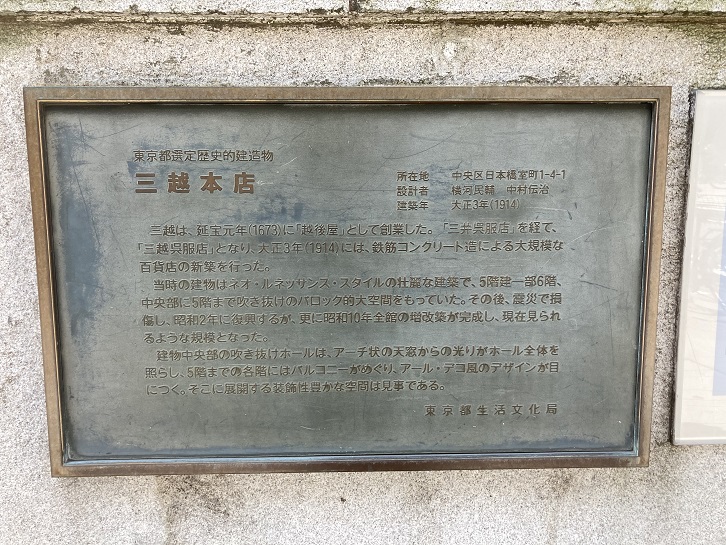 東京都選定歴史的建造物
三越本店
所在地 中央区日本橋室町1-4-1
設計者 横河民輔 中村伝治
建築年 大正3年(1914)
三越は、延宝元年(1673)に「越後屋」として創業した。「三井呉服店」を経て、
「三越呉服店」となり、大正3年(1914)には、鉄筋コンクリート造による大規模な
百貨店の新築を行った。
当時の建物はネオ・ルネッサンス・スタイルの壮麗な建築で、5階建一部6階、
中央部に5階まで吹き抜けのバロック的大空間をもっていた。その後、震災で損
傷し、昭和2年に復興するが、更に昭和10年全館の増改築が完成し、現在見られ
るような規模となった。
建物中央部の吹き抜けホールは、アーチ状の天窓からの光りがホール全体を
照らし、5階までの各階にはバルコニーがめぐり、アール・デコ風のデザインが目
につく。そこに展開する装飾性豊かな空間は見事である。
東京都生活文化局